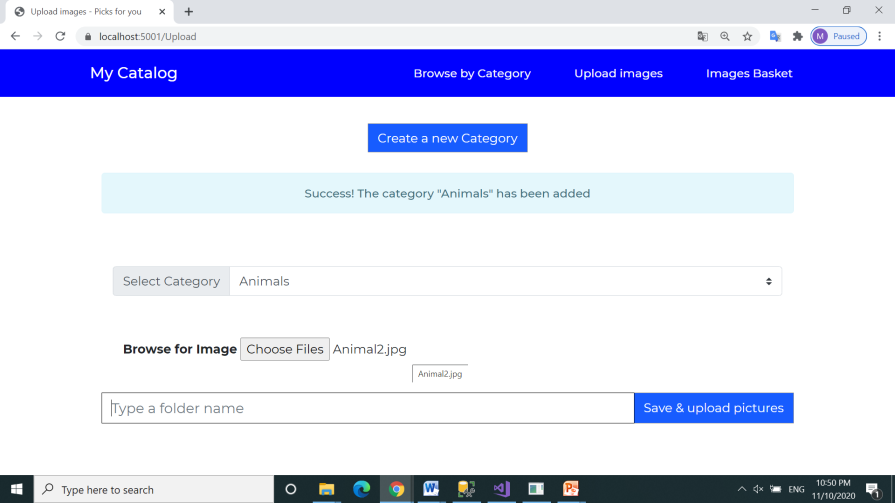 Upload images - Picks for you
localhost:5001/Upload
M Paused
My Catalog
Browse by Category
Upload images
Images Basket
Create a new Category
Success! The category "Animals" has been added
Select Category Animals
Browse for Image Choose Files Animal2.jpg
Animal2.jpg
Type a folder name
Save & upload pictures
Type here to search
ENG
10:50 PM
11/10/2020
1